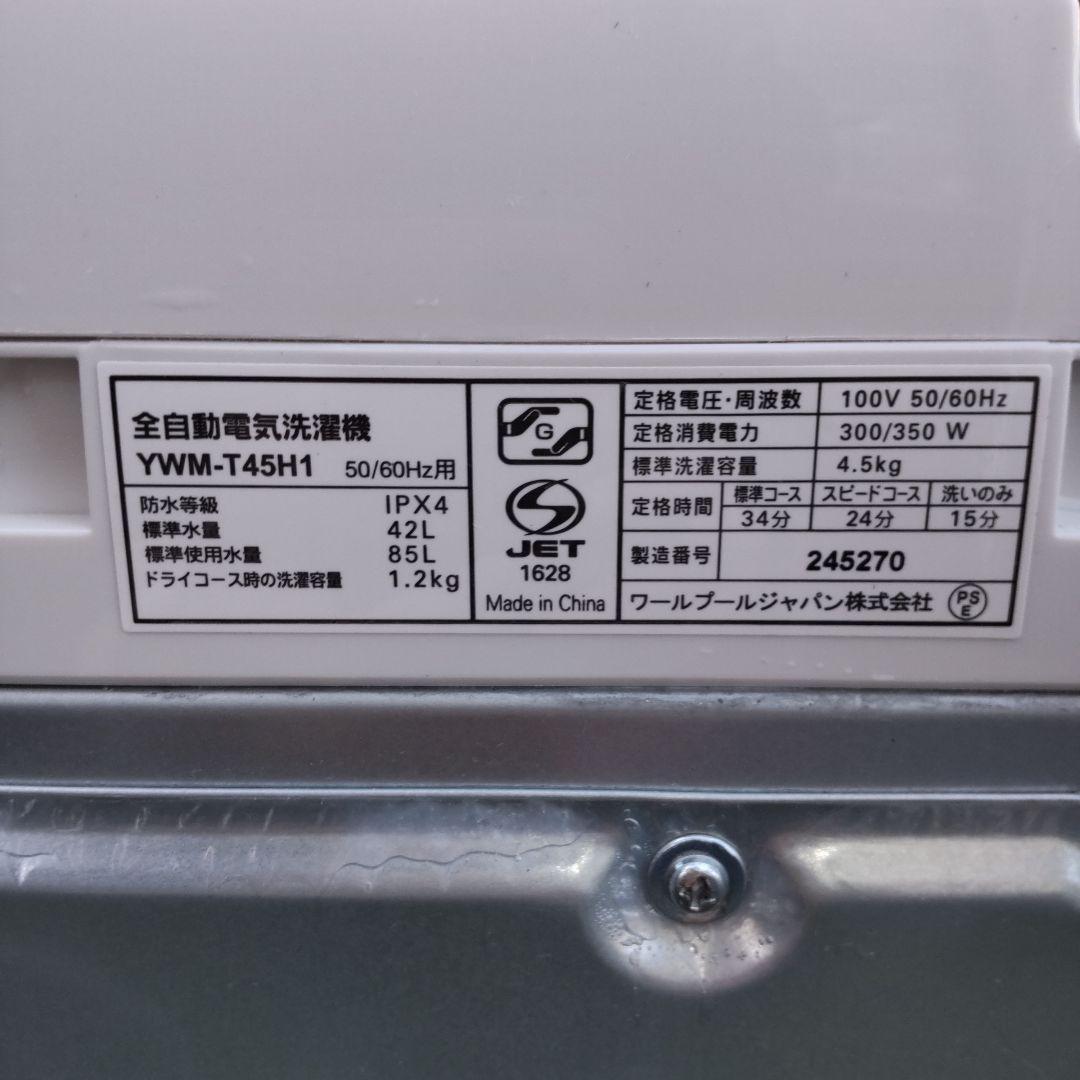 全自動電気洗濯機
YWM-T45H1 50/60Hz用
防水等級 IPX4
標準水量 42L
標準使用水量 85L
ドライコース時の洗濯容量 1.2kg
G
S
JET
1628
Made in China
定格電圧・周波数 100V 50/60Hz
定格消費電力 300/350 W
標準洗濯容量 4.5kg
定格時間 標準コース スピードコース 洗いのみ
34分 24分 15分
製造番号 245270
ワールプールジャパン株式会社 PSE